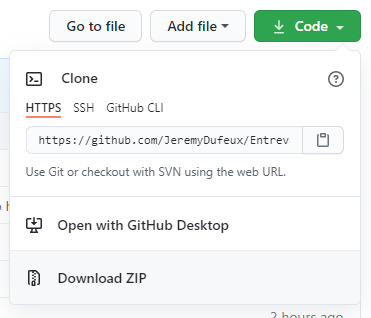 Go to file Add file Code
Clone
HTTPS SSH GitHub CLI
https://github.com/JeremyDufeux/Entrev
Use Git or checkout with SVN using the web URL.
Open with GitHub Desktop
Download ZIP
2 hours ago